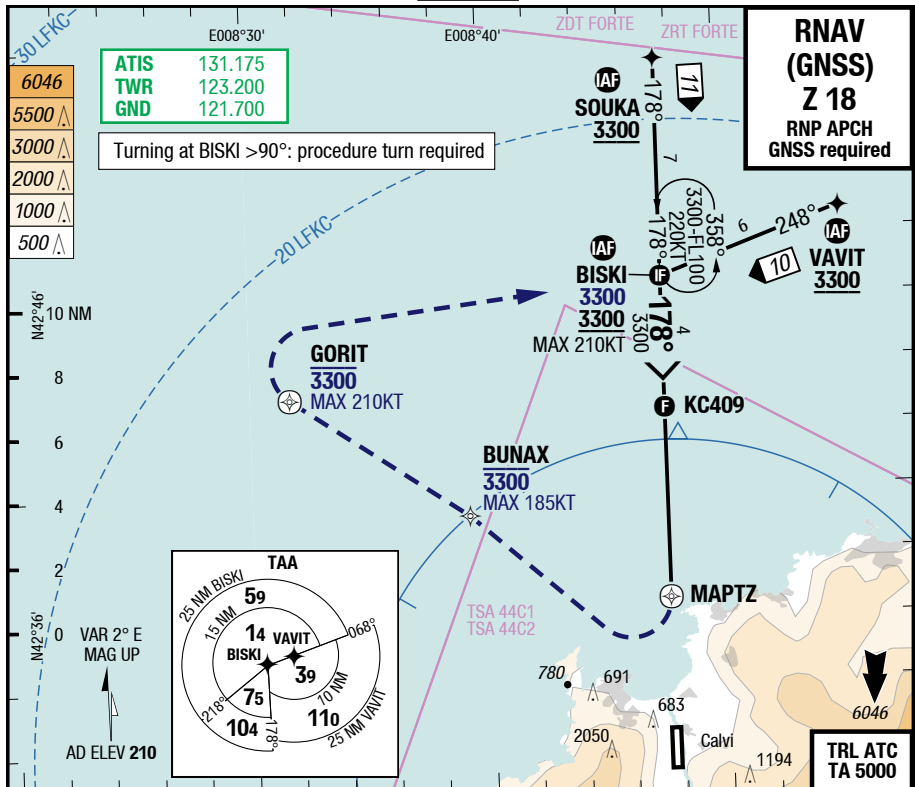 30 LFKC
E008°30'
E008°40'
ZDT FORTE
ZRT FORTE
RNAV
(GNSS)
Z 18
RNP APCH
GNSS required
6046
5500
3000
2000
1000
500
ATIS 131.175
TWR 123.200
GND 121.700
Turning at BISKI >90°: procedure turn required
IAF
SOUKA
3300
178°
11
7
20 LFKC
358°
3300-FL100
220KT
178°
6
248°
10
IAF
VAVIT
3300
IAF
BISKI
3300
3300
MAX 210KT
IF
178°
4
3300
N42°46'
10 NM
8
6
4
2
0
N42°36'
GORIT
3300
MAX 210KT
F
KC409
BUNAX
3300
MAX 185KT
MAPTZ
TSA 44C1
TSA 44C2
VAR 2° E
MAG UP
AD ELEV 210
TAA
25 NM BISKI
59
15 NM
14
BISKI
VAVIT
068°
39
75
10 NM
218°
104
178°
110
25 NM VAVIT
780
691
683
2050
Calvi
1194
6046
TRL ATC
TA 5000